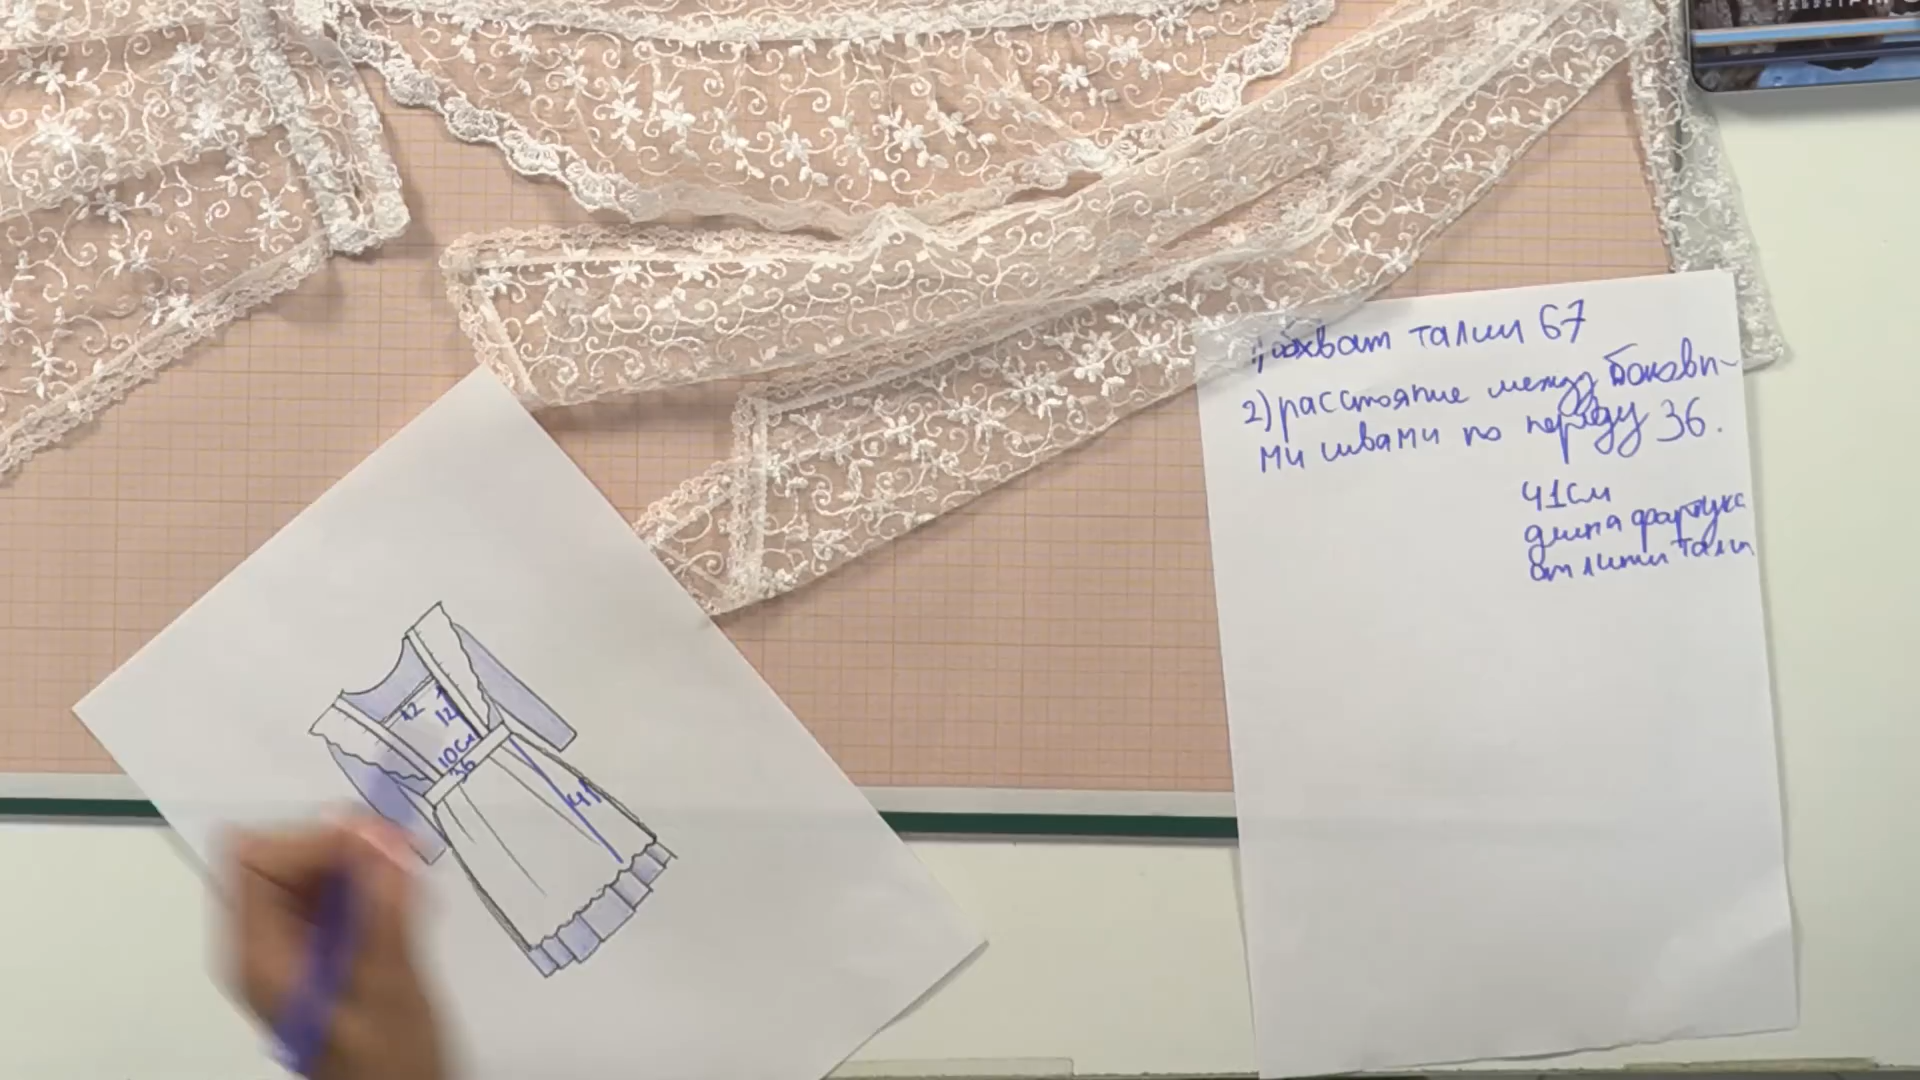 1) обхват талии 67
2) расстояние между боковы-
ми швами по переду 36.
41см
длина фартука
от линии талии
12
12
10см
36
41